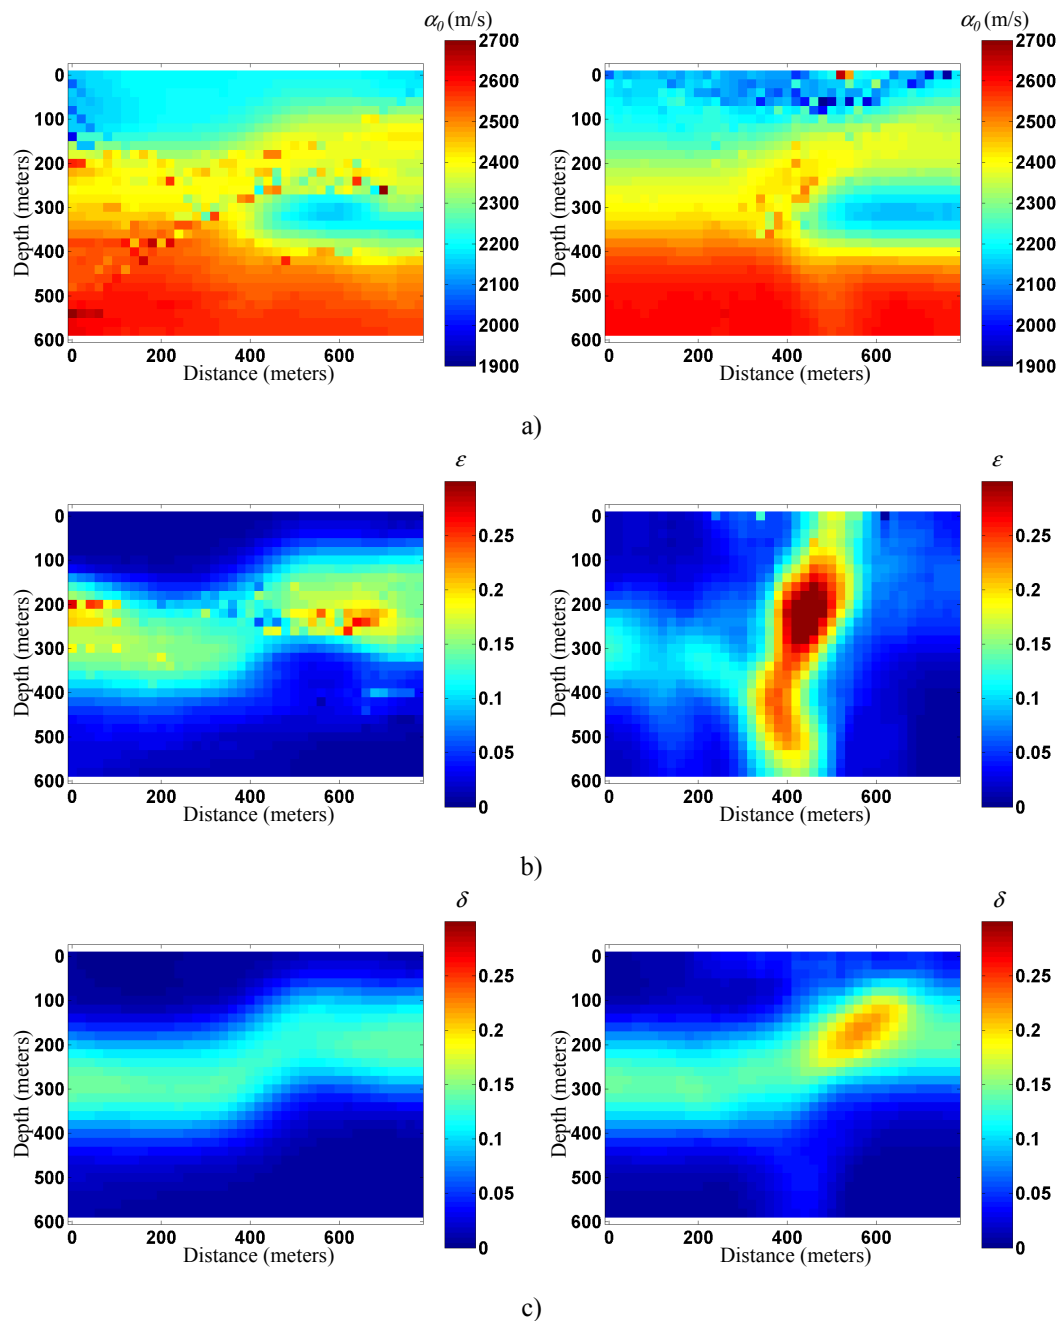 α₀ (m/s) α₀ (m/s)
2700 2700
0 0
2600 2600
100 100
2500 2500
200 200
2400 2400
300 300
2300 2300
400 400
2200 2200
500 500
2100 2100
600 600
2000 2000
1900 1900
0 200 400 600 0 200 400 600
Depth (meters) Depth (meters)
Distance (meters) Distance (meters)
a)
ε ε
0 0
0.25 0.25
100 100
0.2 0.2
200 200
0.15 0.15
300 300
0.1 0.1
400 400
0.05 0.05
500 500
0 0
600 600
0 200 400 600 0 200 400 600
Depth (meters) Depth (meters)
Distance (meters) Distance (meters)
b)
δ δ
0 0
0.25 0.25
100 100
0.2 0.2
200 200
0.15 0.15
300 300
0.1 0.1
400 400
0.05 0.05
500 500
0 0
600 600
0 200 400 600 0 200 400 600
Depth (meters) Depth (meters)
Distance (meters) Distance (meters)
c)